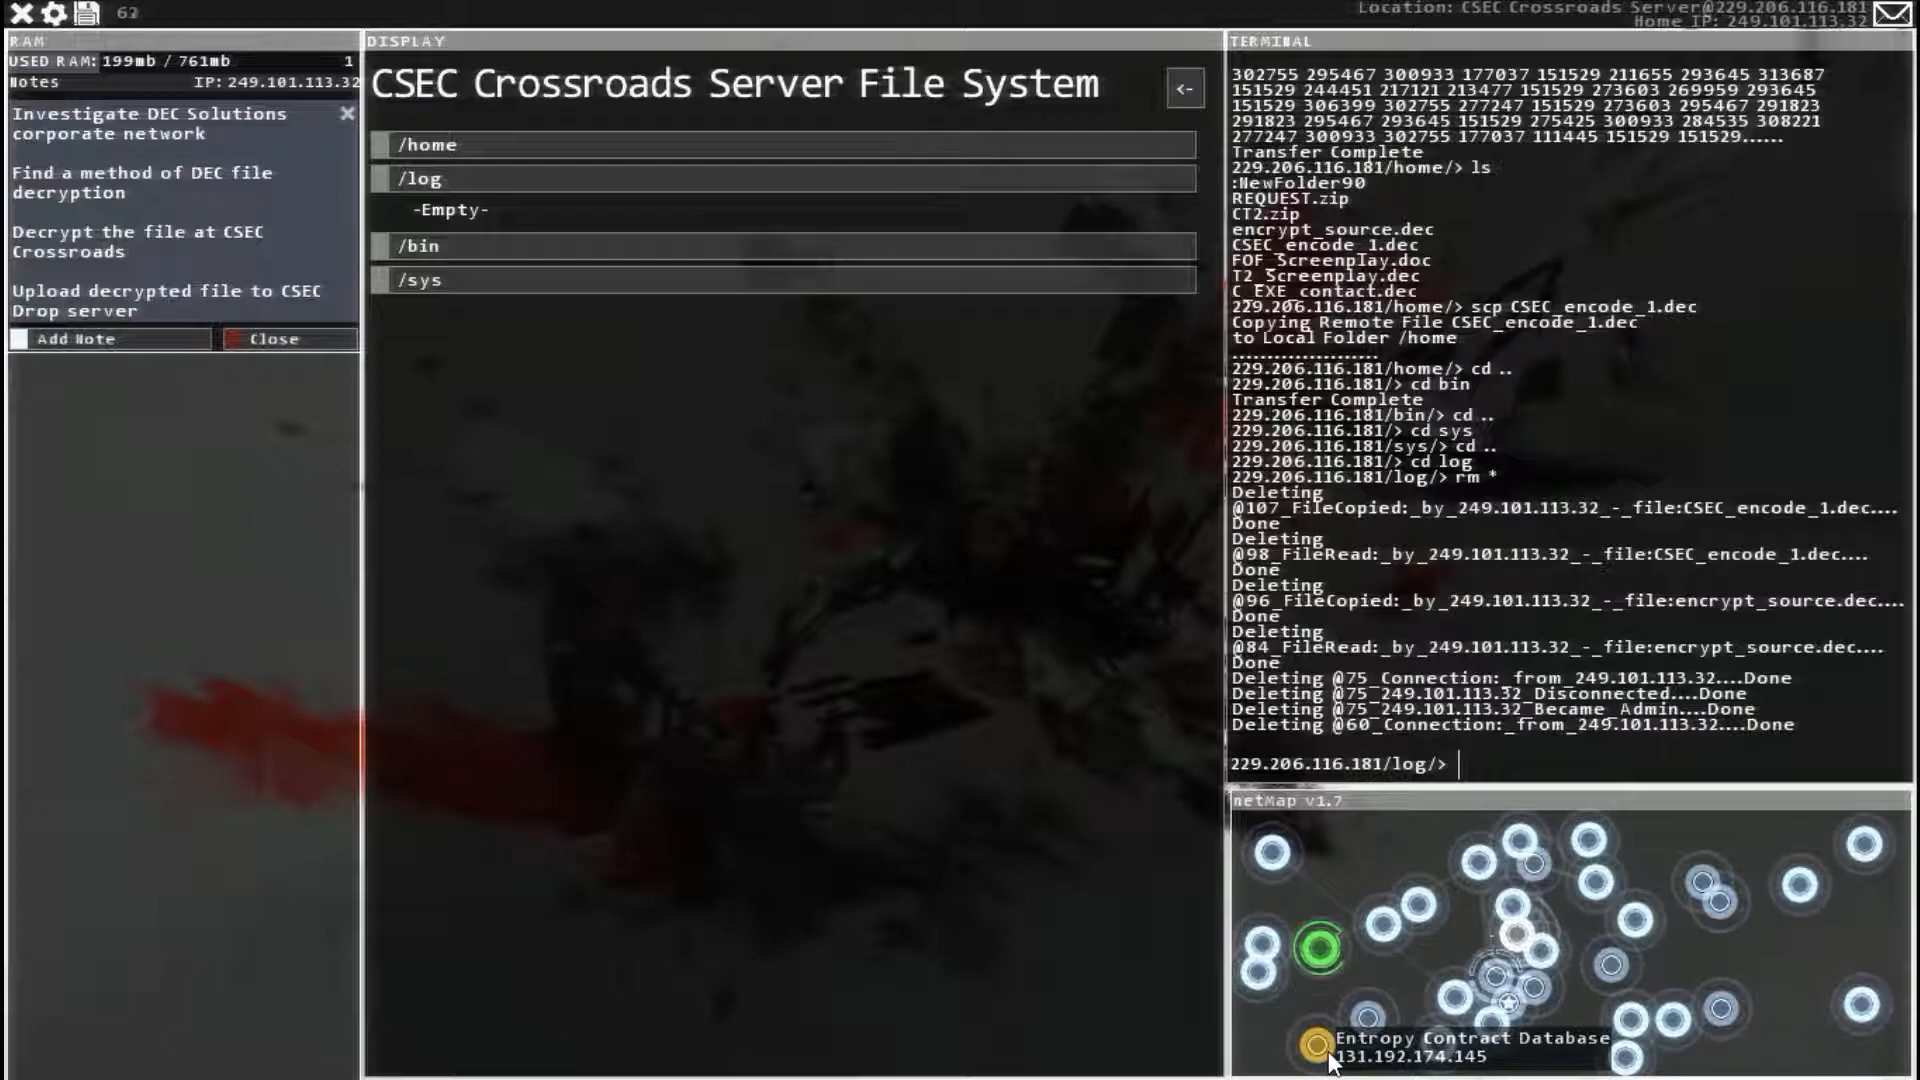 62
Location: CSEC Crossroads Server@229.206.116.181
Home IP: 249.101.113.32
RAM
USED RAM: 199mb / 761mb 1
Notes IP: 249.101.113.32
Investigate DEC Solutions
corporate network
Find a method of DEC file
decryption
Decrypt the file at CSEC
Crossroads
Upload decrypted file to CSEC
Drop server
Add Note Close
DISPLAY
CSEC Crossroads Server File System
<-
/home
/log
-Empty-
/bin
/sys
TERMINAL
302755 295467 300933 177037 151529 211655 293645 313687
151529 244451 217121 213477 151529 273603 269959 293645
151529 306399 302755 277247 151529 273603 295467 291823
291823 295467 293645 151529 275425 300933 284535 308221
277247 300933 302755 177037 111445 151529 151529......
Transfer Complete
229.206.116.181/home/> ls
:NewFolder90
REQUEST.zip
CT2.zip
encrypt_source.dec
CSEC_encode_1.dec
FOF_Screenplay.doc
T2_Screenplay.dec
C_EXE_contact.dec
229.206.116.181/home/> scp CSEC_encode_1.dec
Copying Remote File CSEC_encode_1.dec
to Local Folder /home
.....................
229.206.116.181/home/> cd ..
229.206.116.181/> cd bin
Transfer Complete
229.206.116.181/bin/> cd ..
229.206.116.181/> cd sys
229.206.116.181/sys/> cd ..
229.206.116.181/> cd log
229.206.116.181/log/> rm *
Deleting
@107_FileCopied:_by_249.101.113.32_-_file:CSEC_encode_1.dec....
Done
Deleting
@98_FileRead:_by_249.101.113.32_-_file:CSEC_encode_1.dec....
Done
Deleting
@96_FileCopied:_by_249.101.113.32_-_file:encrypt_source.dec....
Done
Deleting
@84_FileRead:_by_249.101.113.32_-_file:encrypt_source.dec....
Done
Deleting @75_Connection:_from_249.101.113.32....Done
Deleting @75_249.101.113.32_Disconnected....Done
Deleting @75_249.101.113.32_Became_Admin....Done
Deleting @60_Connection:_from_249.101.113.32....Done
229.206.116.181/log/>
netMap v1.7
Entropy Contract Database
131.192.174.145